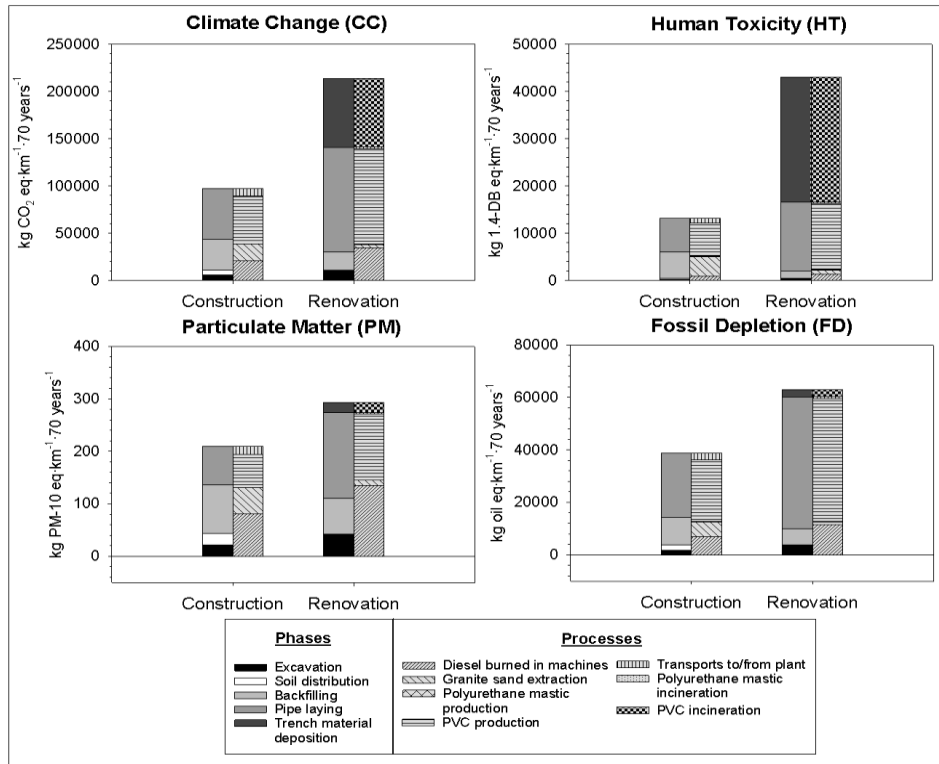 Climate Change (CC)
kg CO₂ eq·km⁻¹·70 years⁻¹
250000
200000
150000
100000
50000
0
Construction Renovation
Human Toxicity (HT)
kg 1.4-DB eq·km⁻¹·70 years⁻¹
50000
40000
30000
20000
10000
0
Construction Renovation
Particulate Matter (PM)
kg PM-10 eq·km⁻¹·70 years⁻¹
400
300
200
100
0
Construction Renovation
Fossil Depletion (FD)
kg oil eq·km⁻¹·70 years⁻¹
80000
60000
40000
20000
0
Construction Renovation
Phases
Excavation
Soil distribution
Backfilling
Pipe laying
Trench material
deposition
Processes
Diesel burned in machines
Granite sand extraction
Polyurethane mastic
production
PVC production
Transports to/from plant
Polyurethane mastic
incineration
PVC incineration